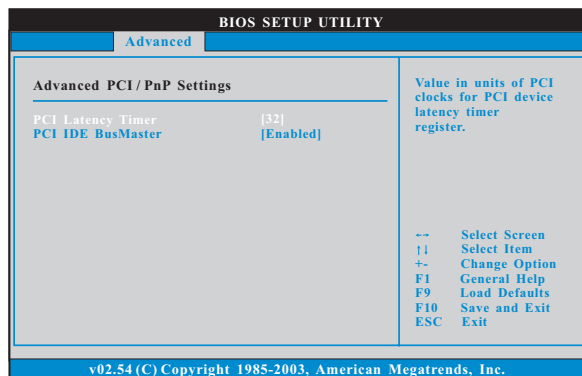 BIOS SETUP UTILITY
Advanced
Advanced PCI / PnP Settings
PCI Latency Timer [32]
PCI IDE BusMaster [Enabled]
Value in units of PCI
clocks for PCI device
latency timer
register.
←→ Select Screen
↑↓ Select Item
+- Change Option
F1 General Help
F9 Load Defaults
F10 Save and Exit
ESC Exit
v02.54 (C) Copyright 1985-2003, American Megatrends, Inc.